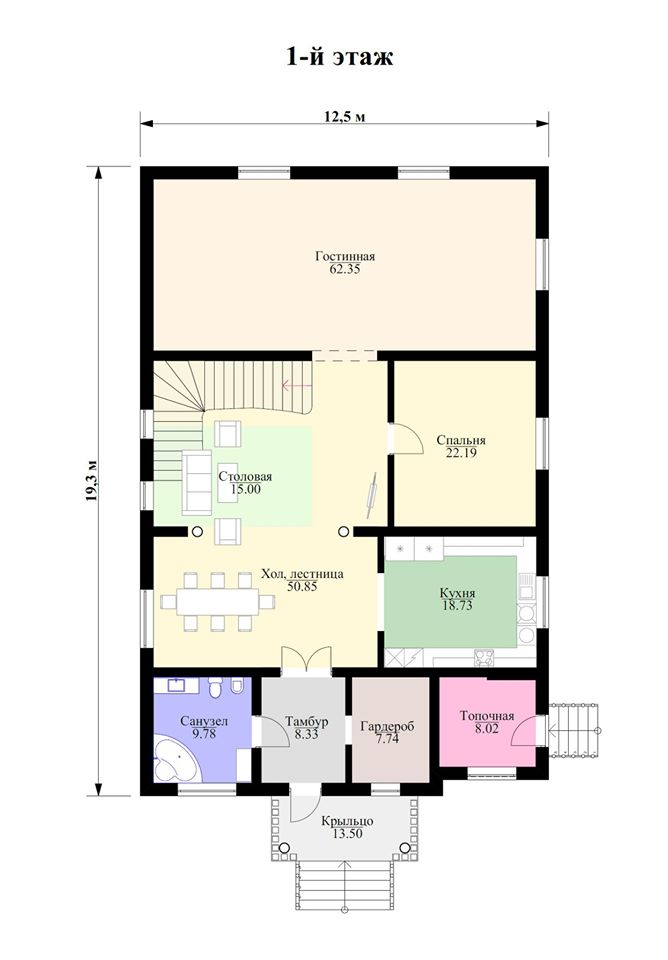 1-й этаж
12,5 м
19,3 м
Гостинная
62.35
Спальня
22.19
Столовая
15.00
Хол, лестница
50.85
Кухня
18.73
Санузел
9.78
Тамбур
8.33
Гардероб
7.74
Топочная
8.02
Крыльцо
13.50